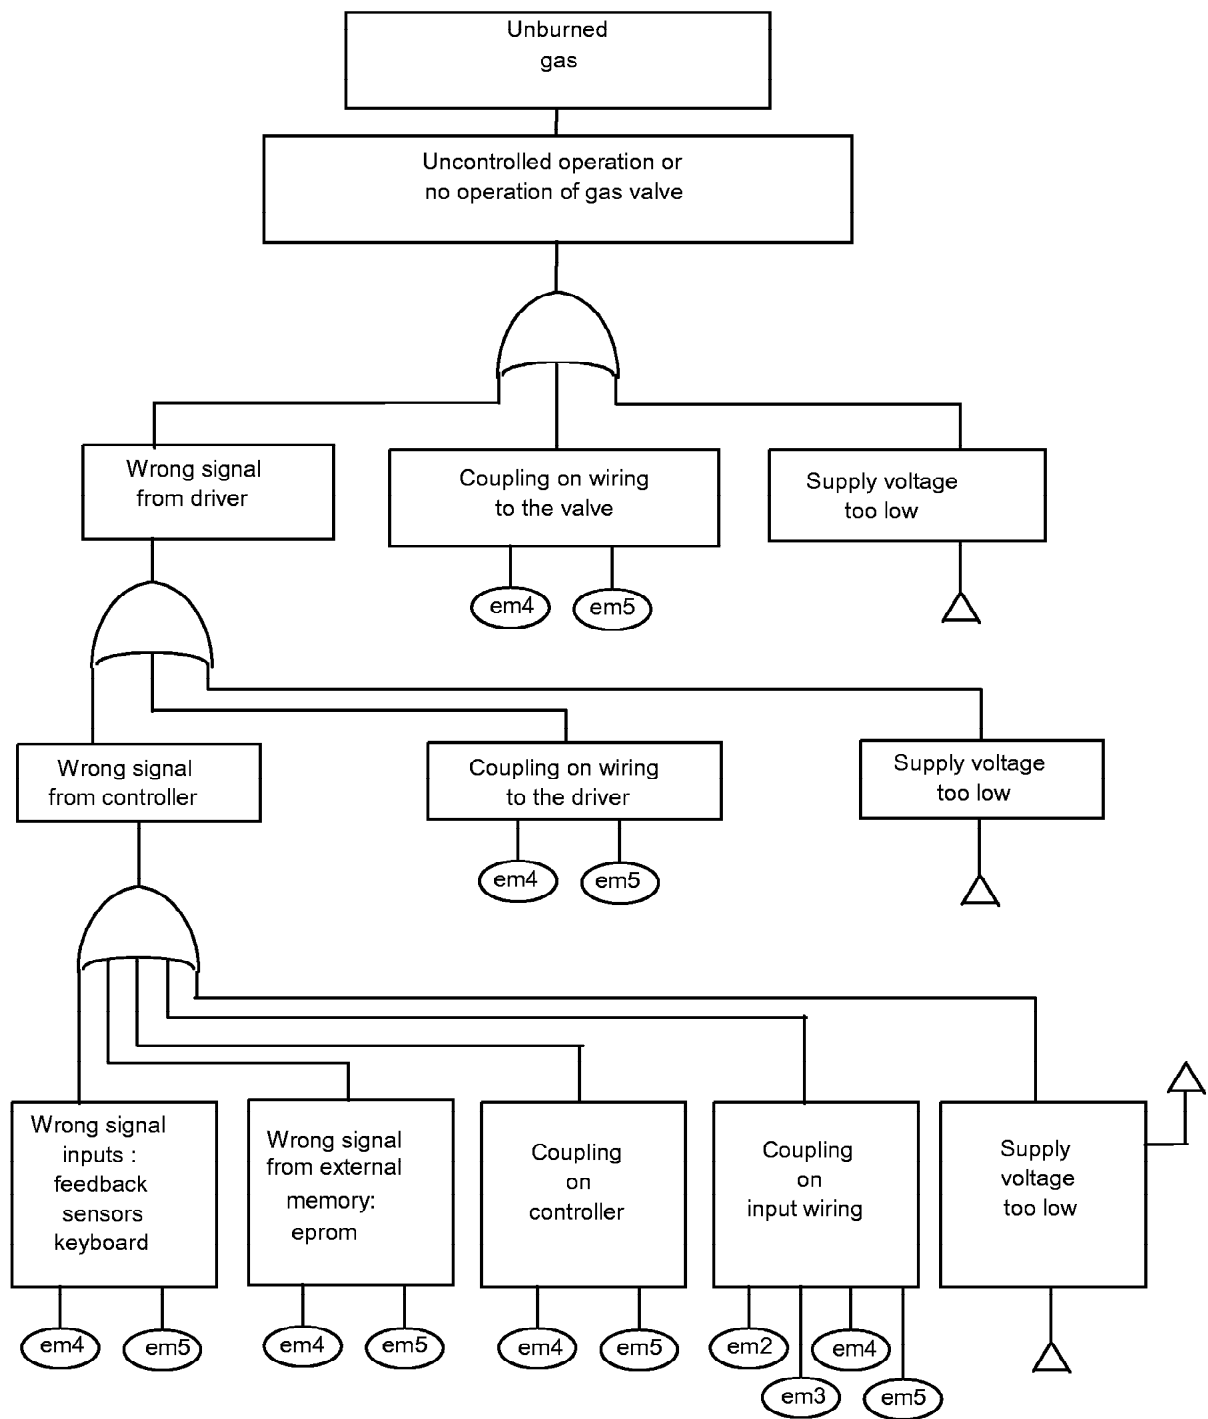 Unburned
gas
Uncontrolled operation or
no operation of gas valve
Wrong signal
from driver
Coupling on wiring
to the valve
Supply voltage
too low
em4
em5
Wrong signal
from controller
Coupling on wiring
to the driver
Supply voltage
too low
em4
em5
Wrong signal
inputs :
feedback
sensors
keyboard
Wrong signal
from external
memory:
eprom
Coupling
on
controller
Coupling
on
input wiring
Supply
voltage
too low
em4
em5
em4
em5
em4
em5
em2
em3
em4
em5